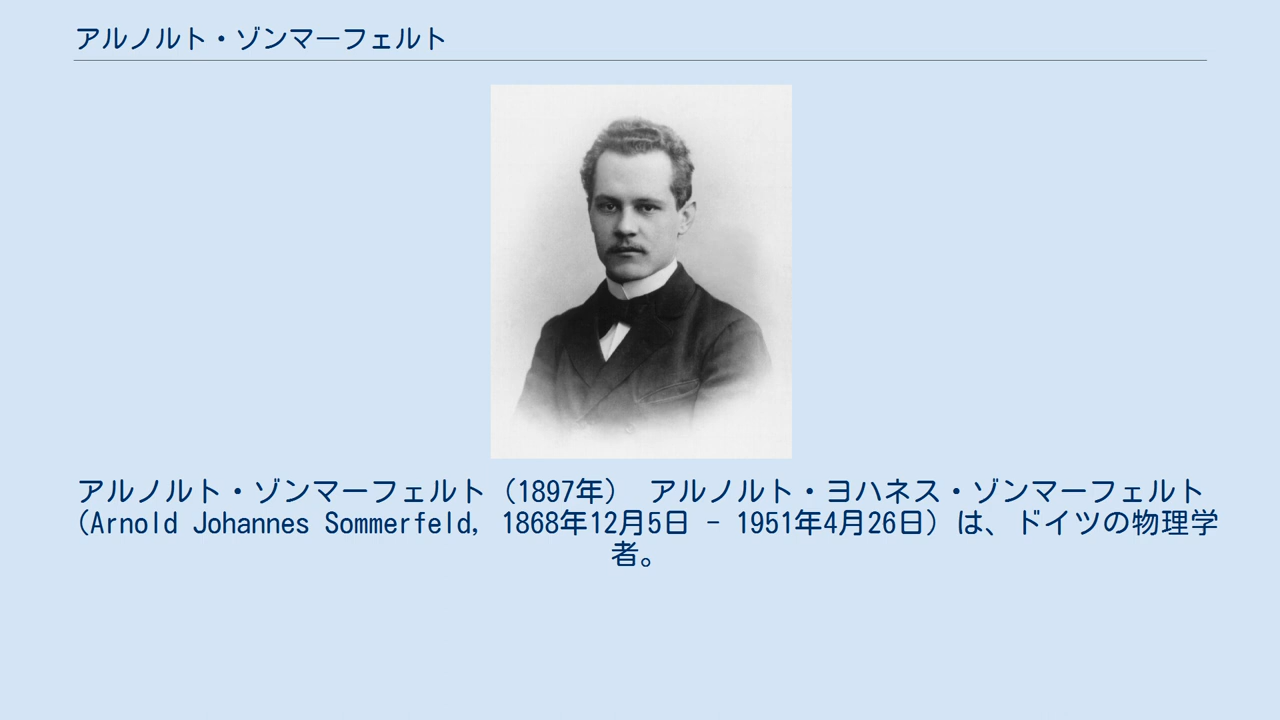 アルノルト・ゾンマーフェルト
アルノルト・ゾンマーフェルト（1897年） アルノルト・ヨハネス・ゾンマーフェルト
（Arnold Johannes Sommerfeld, 1868年12月5日 - 1951年4月26日）は、ドイツの物理学
者。